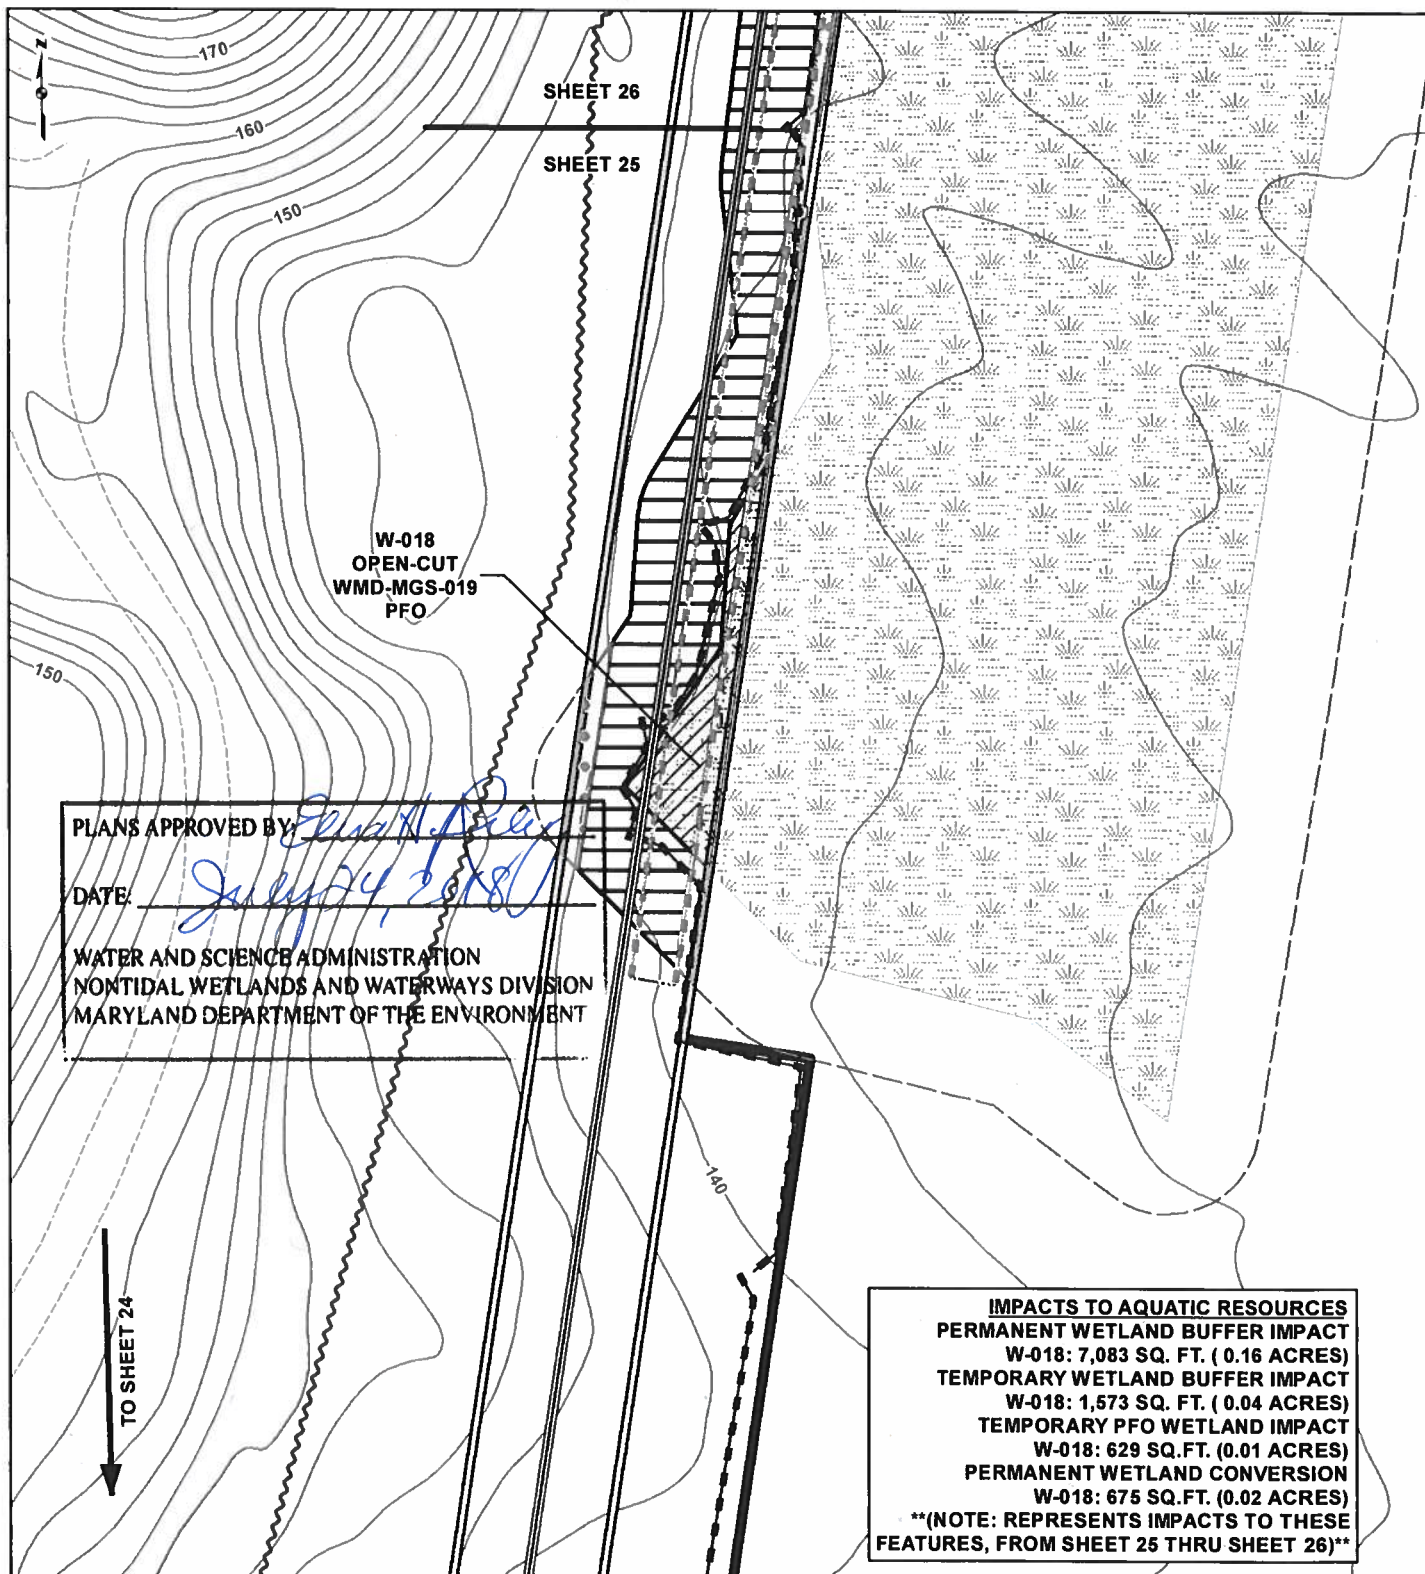 N
170
160
150
SHEET 26
SHEET 25
W-018
OPEN-CUT
WMD-MGS-019
PFO
150
PLANS APPROVED BY:
DATE: July 24, 2018
WATER AND SCIENCE ADMINISTRATION
NONTIDAL WETLANDS AND WATERWAYS DIVISION
MARYLAND DEPARTMENT OF THE ENVIRONMENT
140
TO SHEET 24
IMPACTS TO AQUATIC RESOURCES
PERMANENT WETLAND BUFFER IMPACT
W-018: 7,083 SQ. FT. ( 0.16 ACRES)
TEMPORARY WETLAND BUFFER IMPACT
W-018: 1,573 SQ. FT. ( 0.04 ACRES)
TEMPORARY PFO WETLAND IMPACT
W-018: 629 SQ.FT. (0.01 ACRES)
PERMANENT WETLAND CONVERSION
W-018: 675 SQ.FT. (0.02 ACRES)
**(NOTE: REPRESENTS IMPACTS TO THESE
FEATURES, FROM SHEET 25 THRU SHEET 26)**